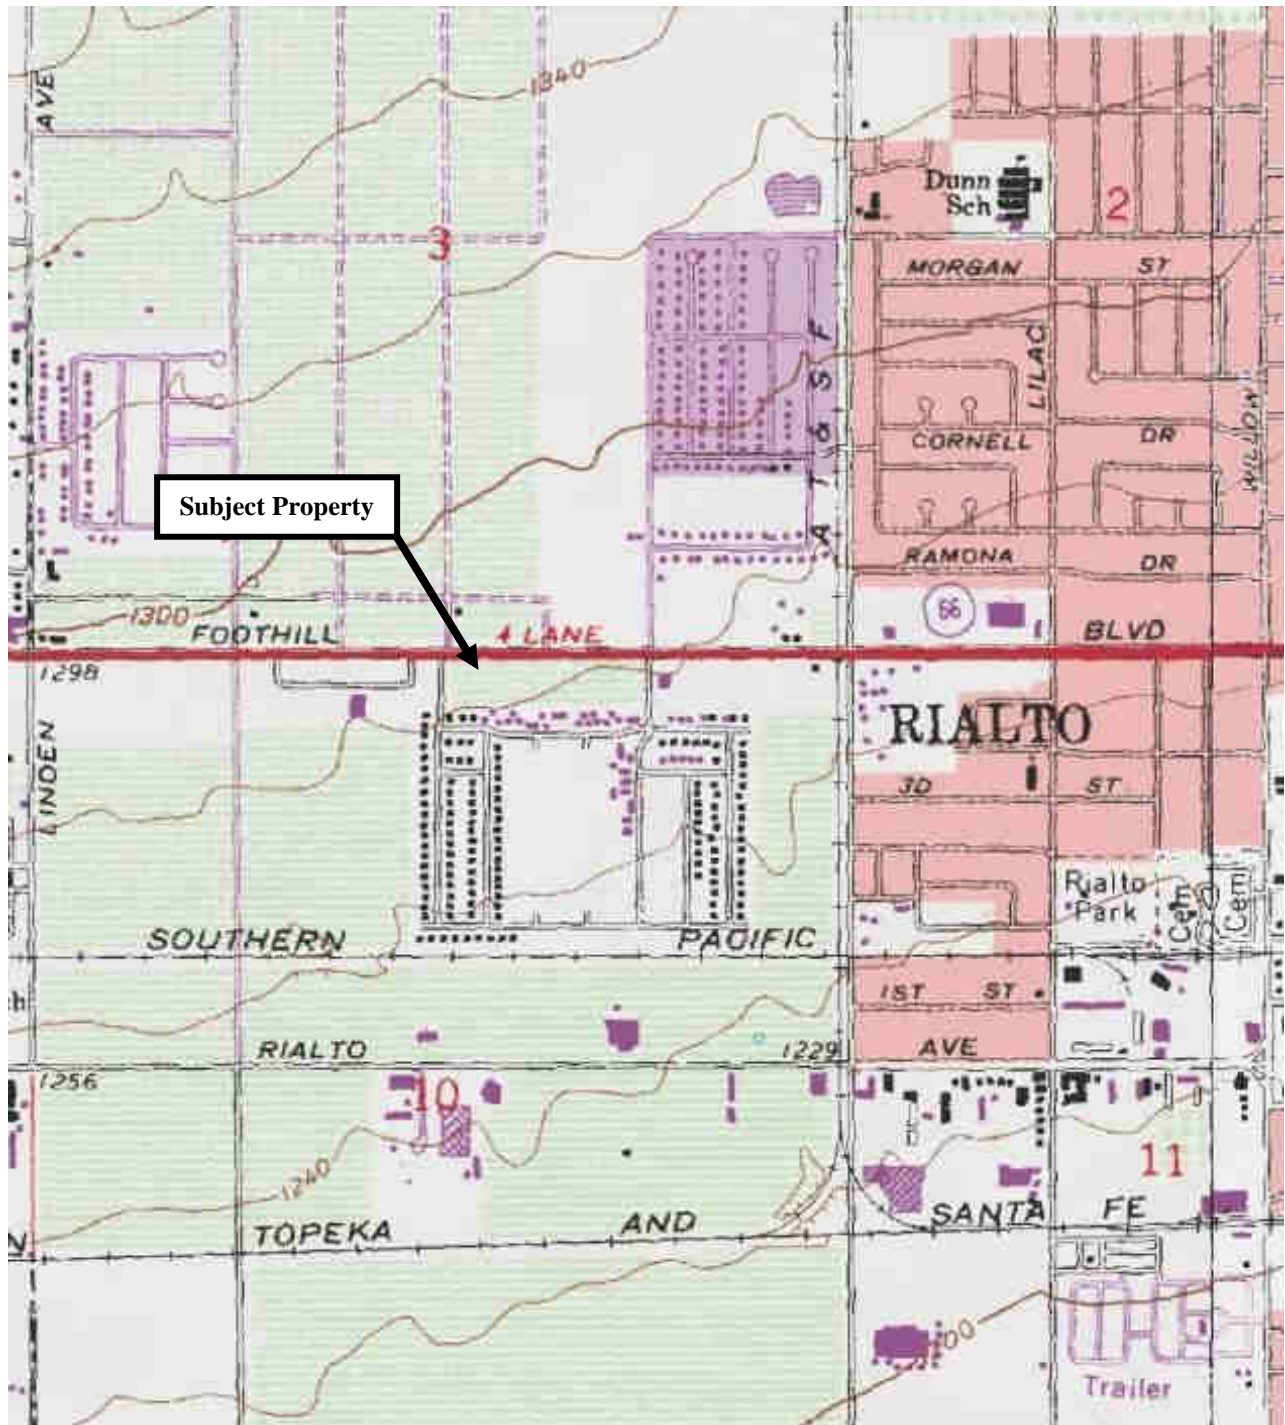 1340
AVE
Dunn
Sch
2
3
MORGAN ST
AT & SF
LILAC
CORNELL DR
WILLOW
Subject Property
RAMONA DR
1300
66
FOOTHILL 4 LANE BLVD
1298
RIALTO
LINDEN
3D ST
Rialto
Park
Cem
Cem
SOUTHERN PACIFIC
1ST ST
RIALTO 1229 AVE
1256
10
11
1240
TOPEKA AND SANTA FE
Trailer